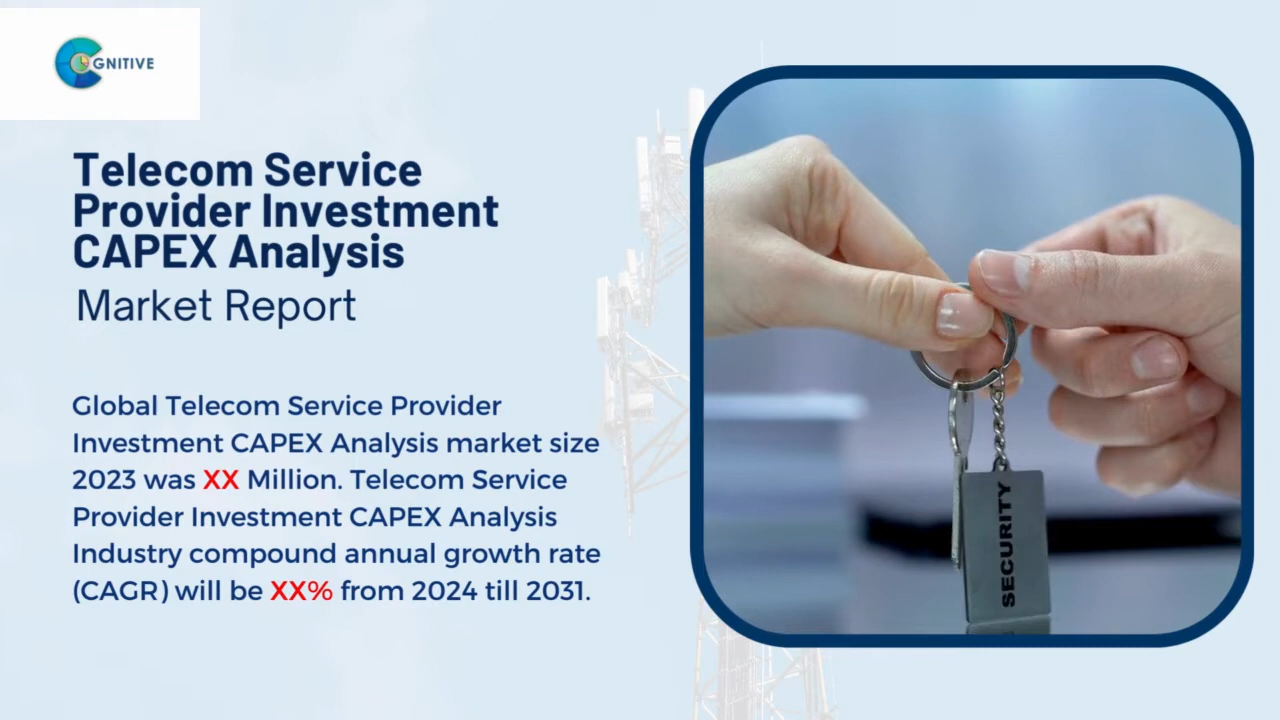 GNITIVE
Telecom Service
Provider Investment
CAPEX Analysis
Market Report
Global Telecom Service Provider
Investment CAPEX Analysis market size
2023 was XX Million. Telecom Service
Provider Investment CAPEX Analysis
Industry compound annual growth rate
(CAGR) will be XX% from 2024 till 2031.
SECURITY